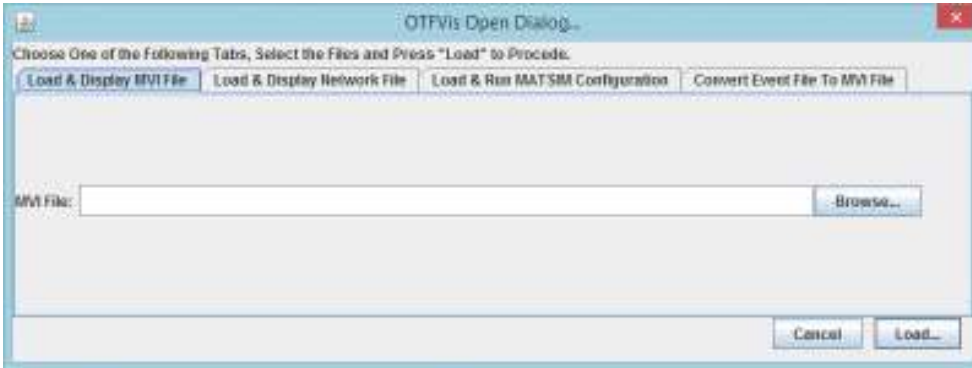 OTFVis Open Dialog...
Choose One of the Following Tabs, Select the Files and Press "Load" to Procede.
Load & Display MVI File
Load & Display Network File
Load & Run MATSIM Configuration
Convert Event File To MVI File
MVI File:
Browse...
Cancel
Load...